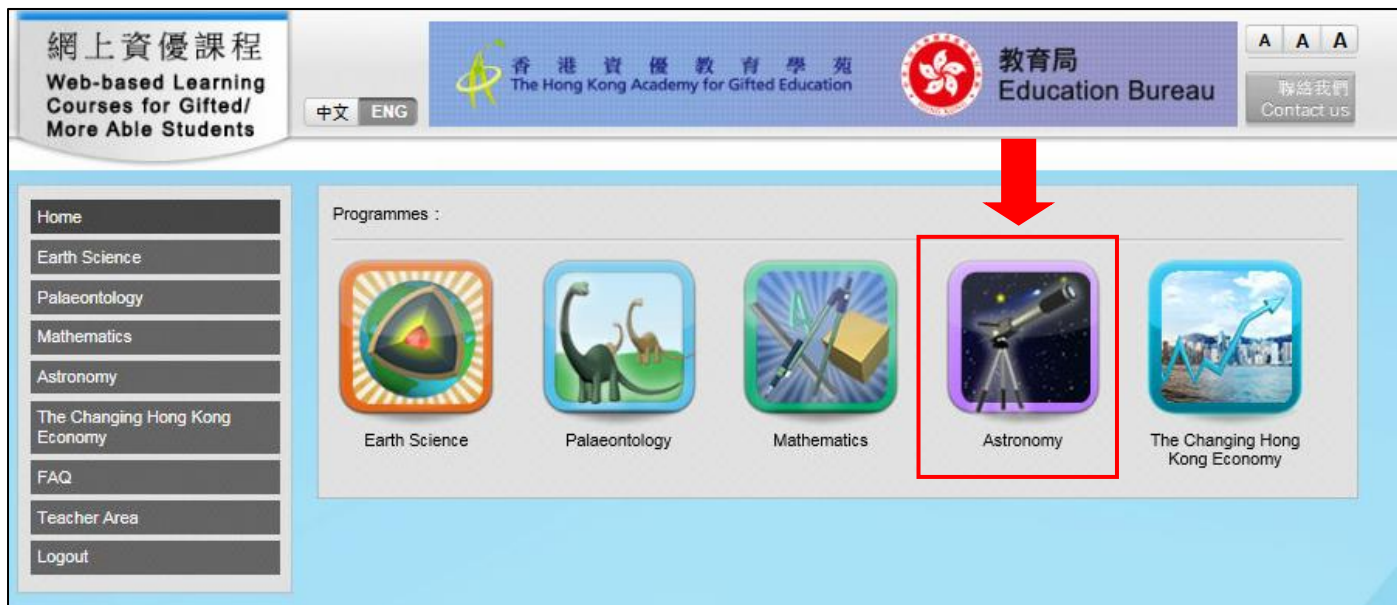 網上資優課程
Web-based Learning
Courses for Gifted/
More Able Students
中文 ENG
香港資優教育學苑
The Hong Kong Academy for Gifted Education
教育局
Education Bureau
A A A
聯絡我們
Contact us
Home
Earth Science
Palaeontology
Mathematics
Astronomy
The Changing Hong Kong
Economy
FAQ
Teacher Area
Logout
Programmes :
Earth Science
Palaeontology
Mathematics
Astronomy
The Changing Hong
Kong Economy